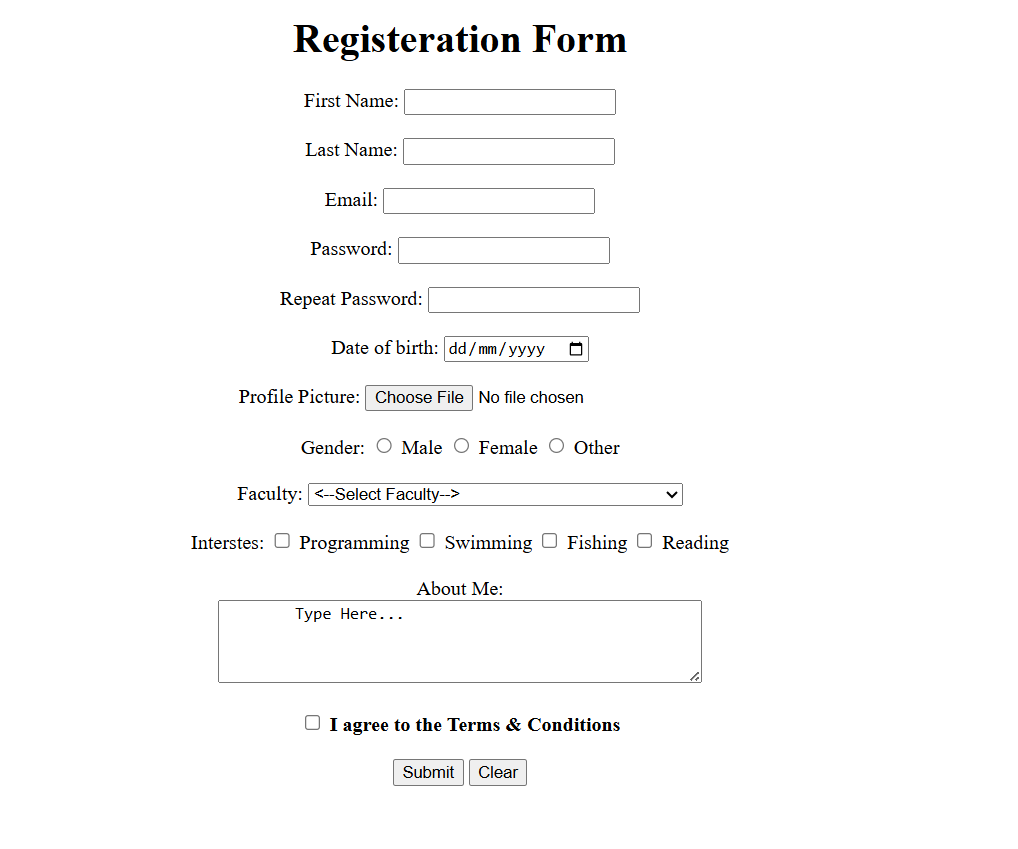 Registeration Form
First Name:
Last Name:
Email:
Password:
Repeat Password:
Date of birth: dd/mm/yyyy
Profile Picture: Choose File No file chosen
Gender: Male Female Other
Faculty: <--Select Faculty-->
Interstes: Programming Swimming Fishing Reading
About Me:
Type Here...
I agree to the Terms & Conditions
Submit Clear